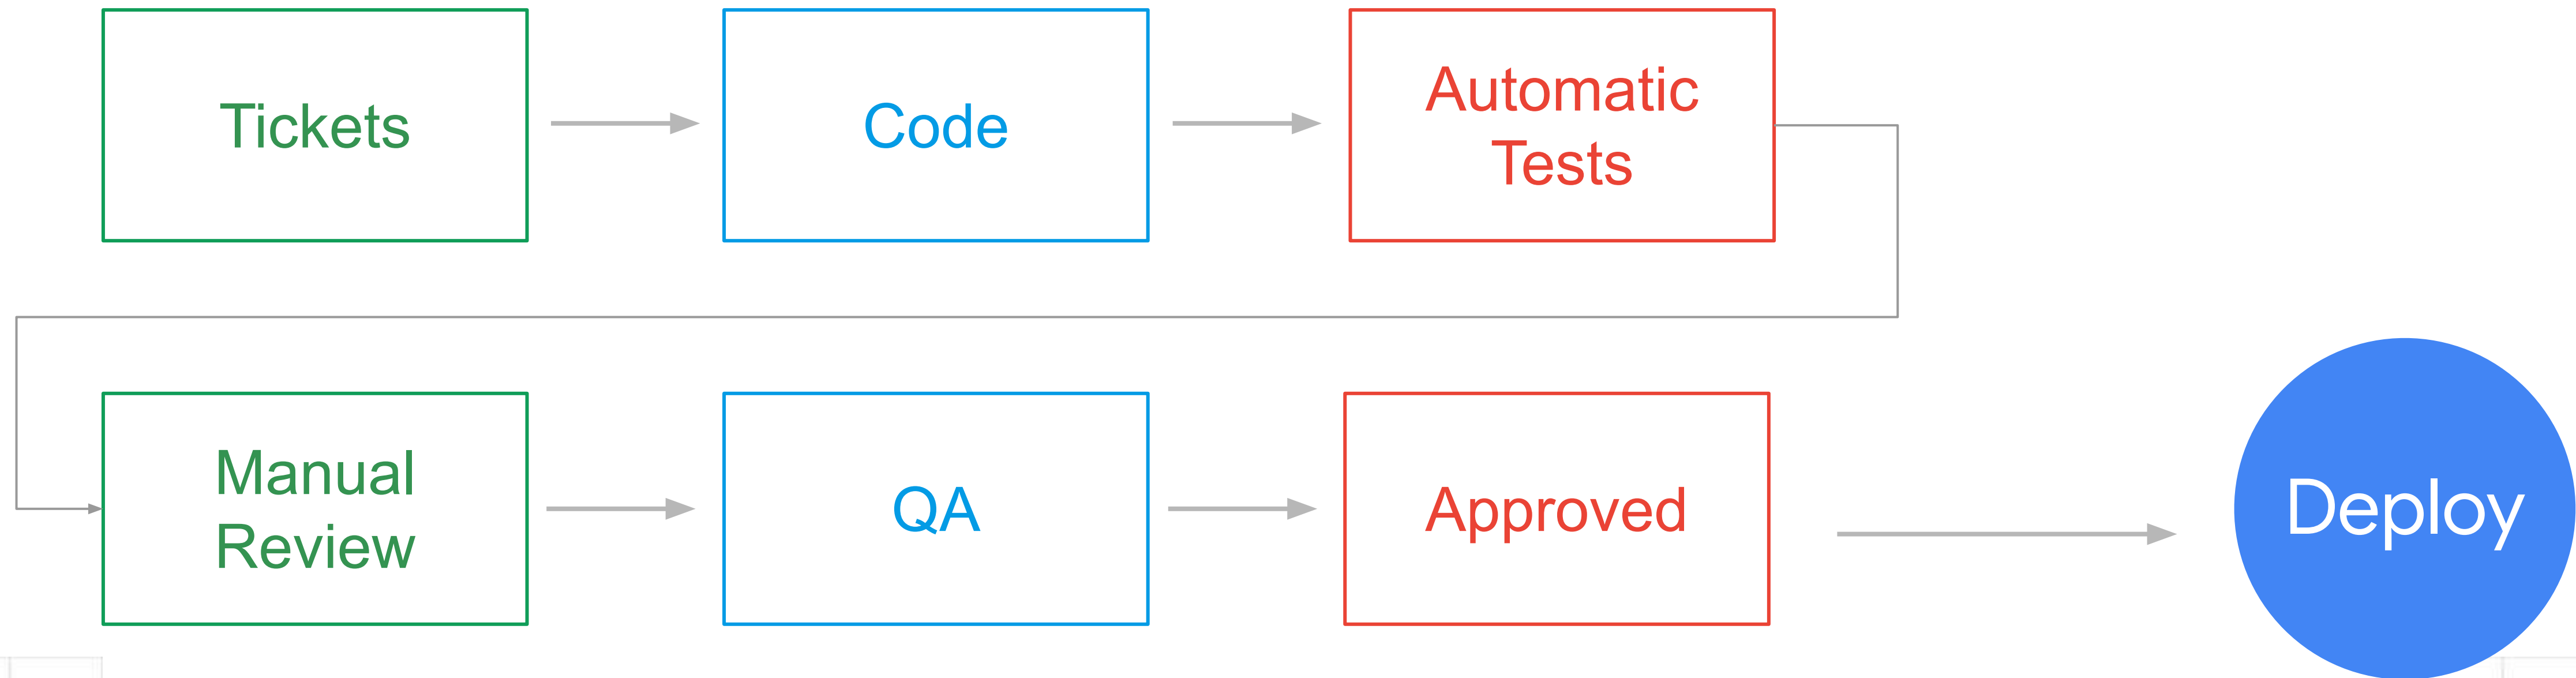 Tickets
Code
Automatic
Tests
Manual
Review
QA
Approved
Deploy